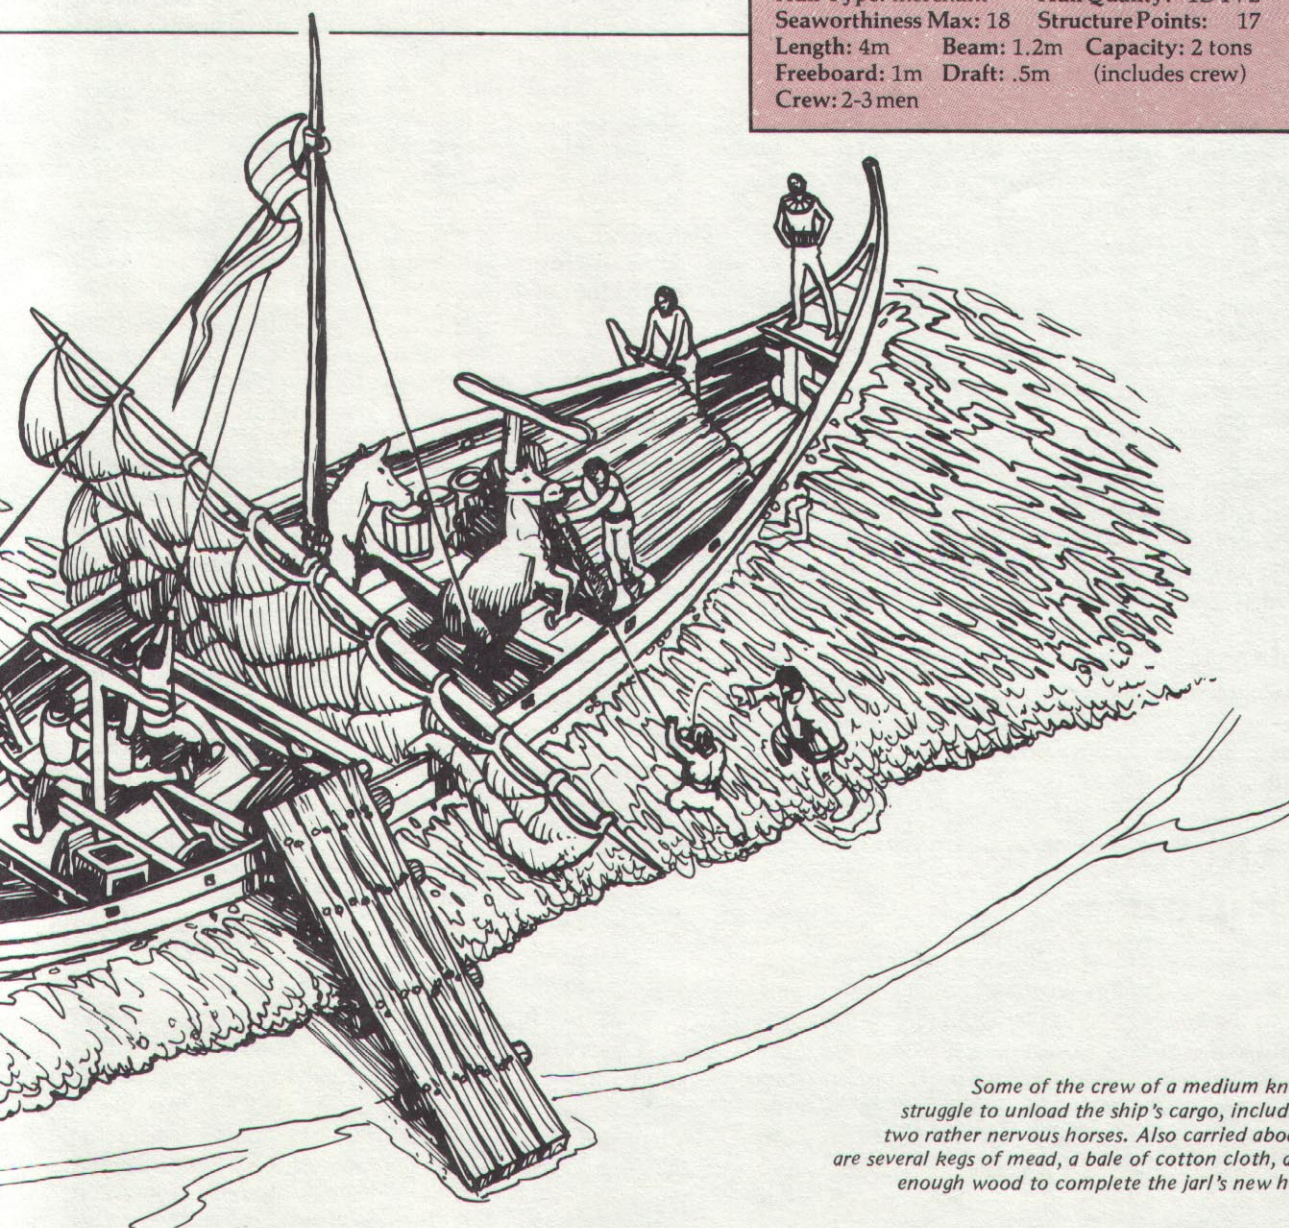 Seaworthiness Max: 18 Structure Points: 17
Length: 4m Beam: 1.2m Capacity: 2 tons
Freeboard: 1m Draft: .5m (includes crew)
Crew: 2-3 men
Some of the crew of a medium kn
struggle to unload the ship's cargo, includ
two rather nervous horses. Also carried abo
are several kegs of mead, a bale of cotton cloth, a
enough wood to complete the jarl's new h